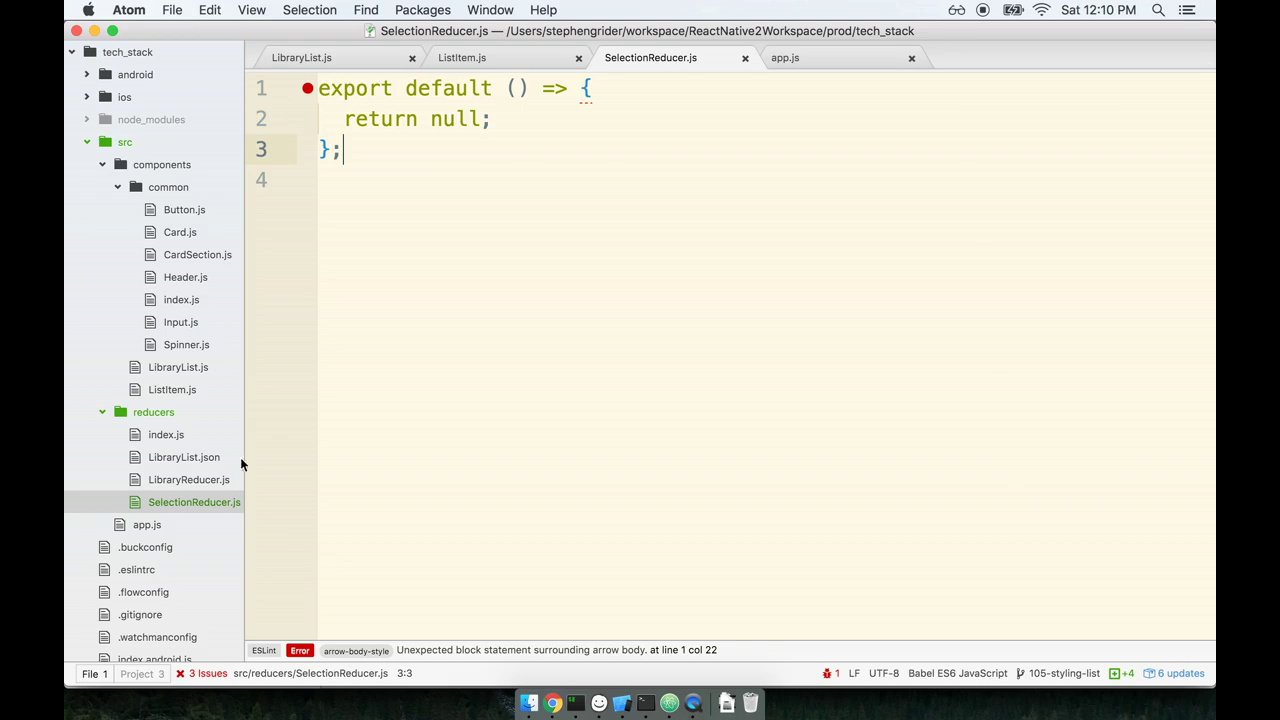 Atom File Edit View Selection Find Packages Window Help Sat 12:10 PM
SelectionReducer.js — /Users/stephengrider/workspace/ReactNative2Workspace/prod/tech_stack
tech_stack
android
ios
node_modules
src
components
common
Button.js
Card.js
CardSection.js
Header.js
index.js
Input.js
Spinner.js
LibraryList.js
ListItem.js
reducers
index.js
LibraryList.json
LibraryReducer.js
SelectionReducer.js
app.js
.buckconfig
.eslintrc
.flowconfig
.gitignore
.watchmanconfig
index.android.js
LibraryList.js ListItem.js SelectionReducer.js app.js
1 export default () => {
2 return null;
3 };
4
ESLint Error arrow-body-style Unexpected block statement surrounding arrow body. at line 1 col 22
File 1 Project 3 3 Issues src/reducers/SelectionReducer.js 3:3 1 LF UTF-8 Babel ES6 JavaScript 105-styling-list +4 6 updates